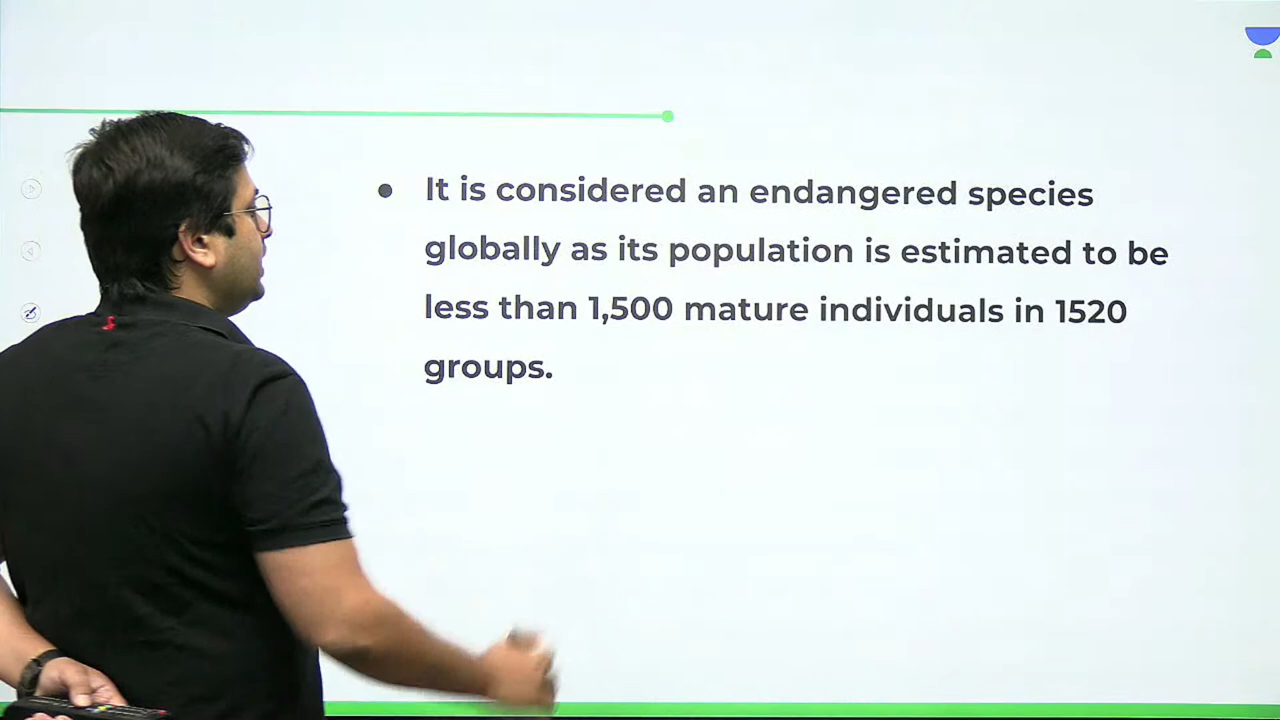 It is considered an endangered species
globally as its population is estimated to be
less than 1,500 mature individuals in 1520
groups.